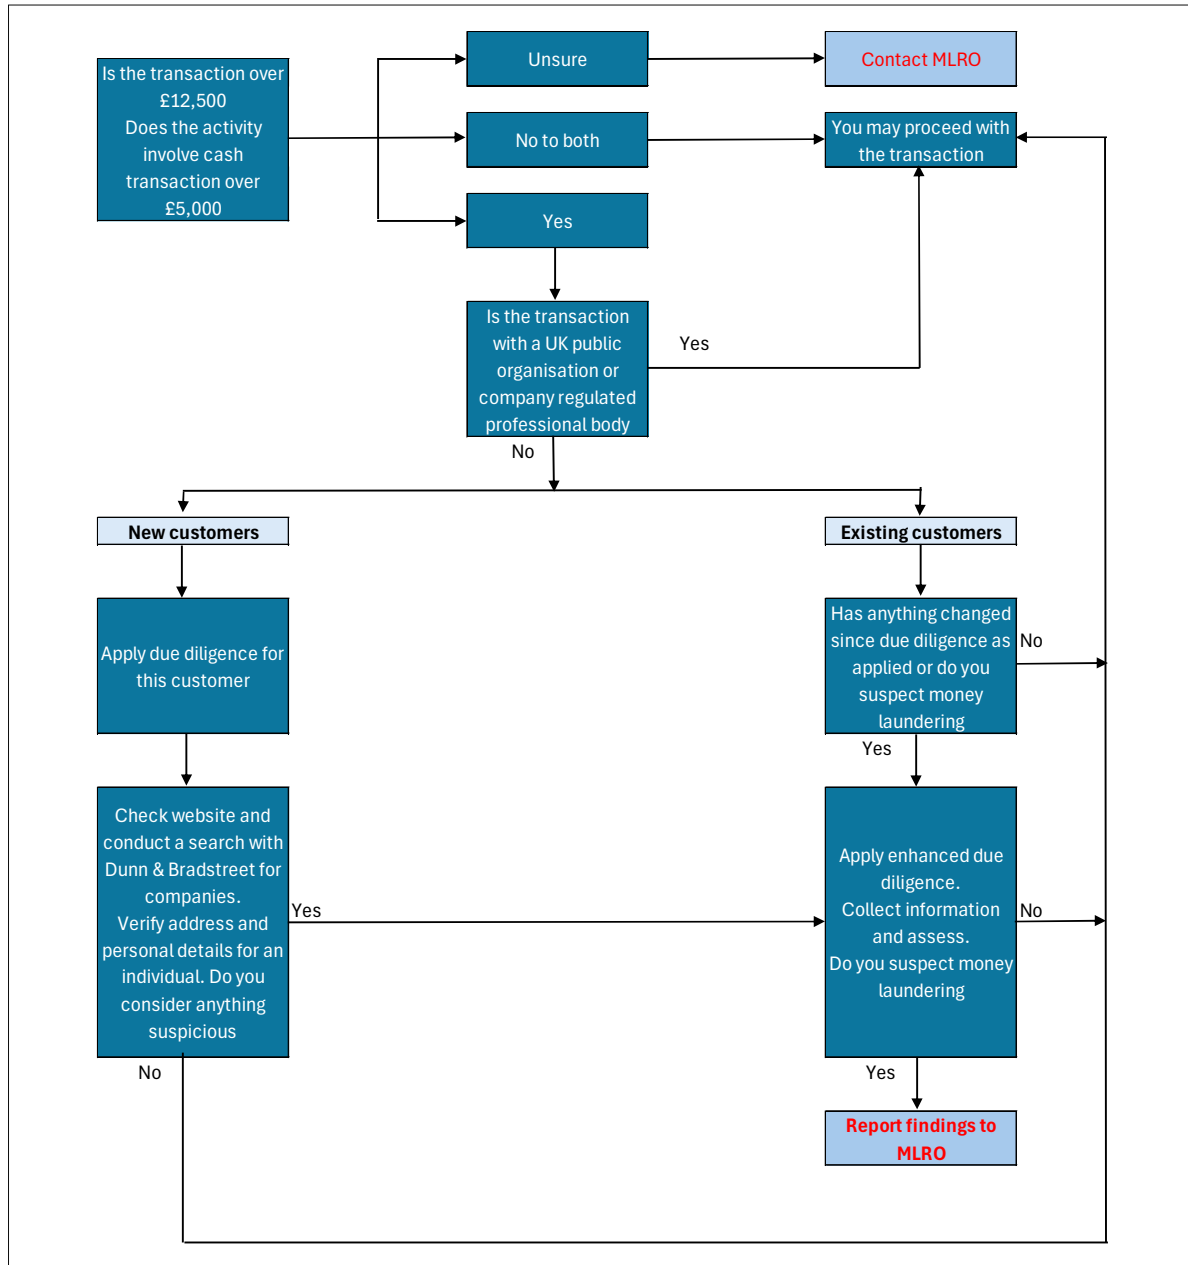 Is the transaction over
£12,500
Does the activity
involve cash
transaction over
£5,000
Unsure
Contact MLRO
No to both
You may proceed with
the transaction
Yes
Is the transaction
with a UK public
organisation or
company regulated
professional body
Yes
No
New customers
Existing customers
Apply due diligence for
this customer
Has anything changed
since due diligence as
applied or do you
suspect money
laundering
No
Yes
Check website and
conduct a search with
Dunn & Bradstreet for
companies.
Verify address and
personal details for an
individual. Do you
consider anything
suspicious
Yes
Apply enhanced due
diligence.
Collect information
and assess.
Do you suspect money
laundering
No
No
Yes
Report findings to
MLRO